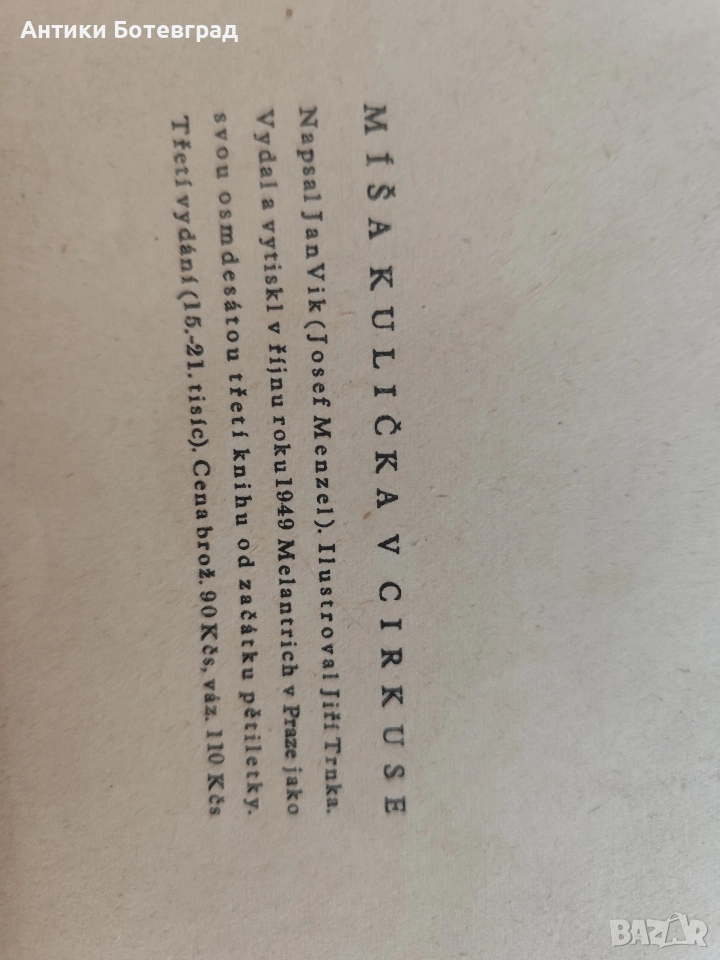 Антики Ботевград
MÍŠA KULIČKA V CIRKUSE
Napsal Jan Vik (Josef Menzel). Ilustroval Jiří Trnka.
Vydal a vytiskl v říjnu roku 1949 Melantrich v Praze jako
svou osmdesátou třetí knihu od začátku pětiletky.
Třetí vydání (15.-21. tisíc). Cena brož. 90 Kčs, váz. 110 Kčs
BAZAR